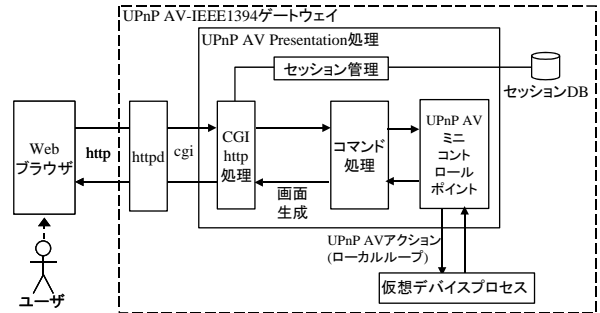 UPnP AV-IEEE1394ゲートウェイ
UPnP AV Presentation処理
セッション管理
セッションDB
Web
ブラウザ
http
httpd
cgi
CGI
http
処理
画面
生成
コマンド
処理
UPnP AV
ミニ
コント
ロール
ポイント
UPnP AVアクション
(ローカルループ)
仮想デバイスプロセス
ユーザ